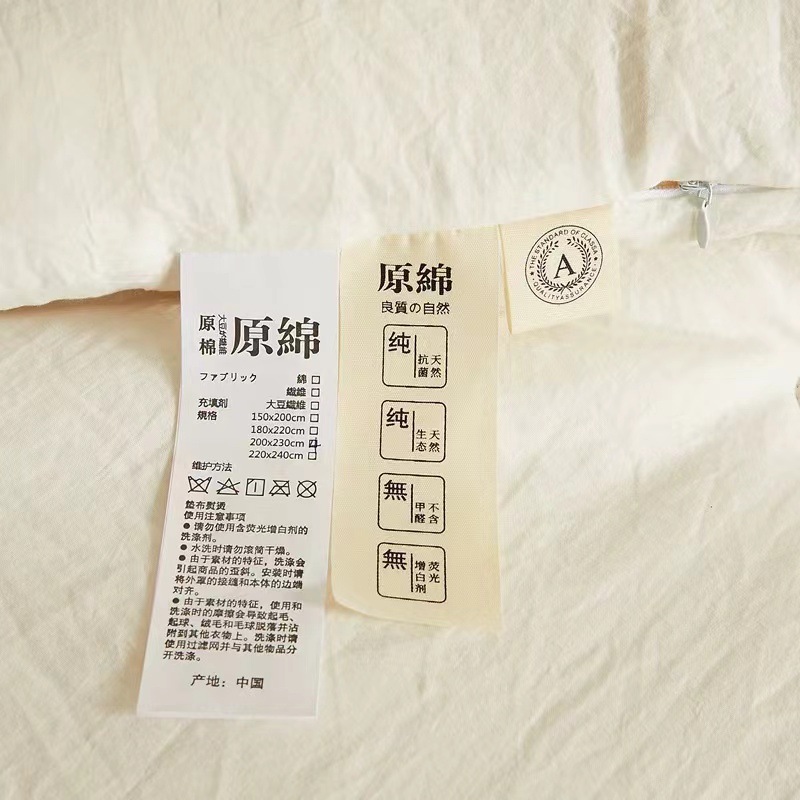 原棉
大豆纤維
原綿
ファブリック 綿
纖維
充填剤 大豆纖維
規格 150x200cm
180x220cm
200x230cm
220x240cm
维护方法
垫布熨烫
使用注意事项
● 请勿使用含荧光增白剂的
洗涤剂。
● 水洗时请勿滚筒干燥。
● 由于素材的特征，洗涤会
引起商品的歪斜。安装时请
将外罩的接缝和本体的边端
对齐。
● 由于素材的特征，使用和
洗涤时的摩擦会导致起毛、
起球、绒毛和毛球脱落并沾
附到其他衣物上。洗涤时请
使用过滤网并与其他物品分
开洗涤。
产地：中国
原綿
良質の自然
纯 天然抗菌
纯 天然生态
無 不含甲醛
無 荧光增白剂
THE STANDARD OF CLASSA
A
QUALITYASSURANCE